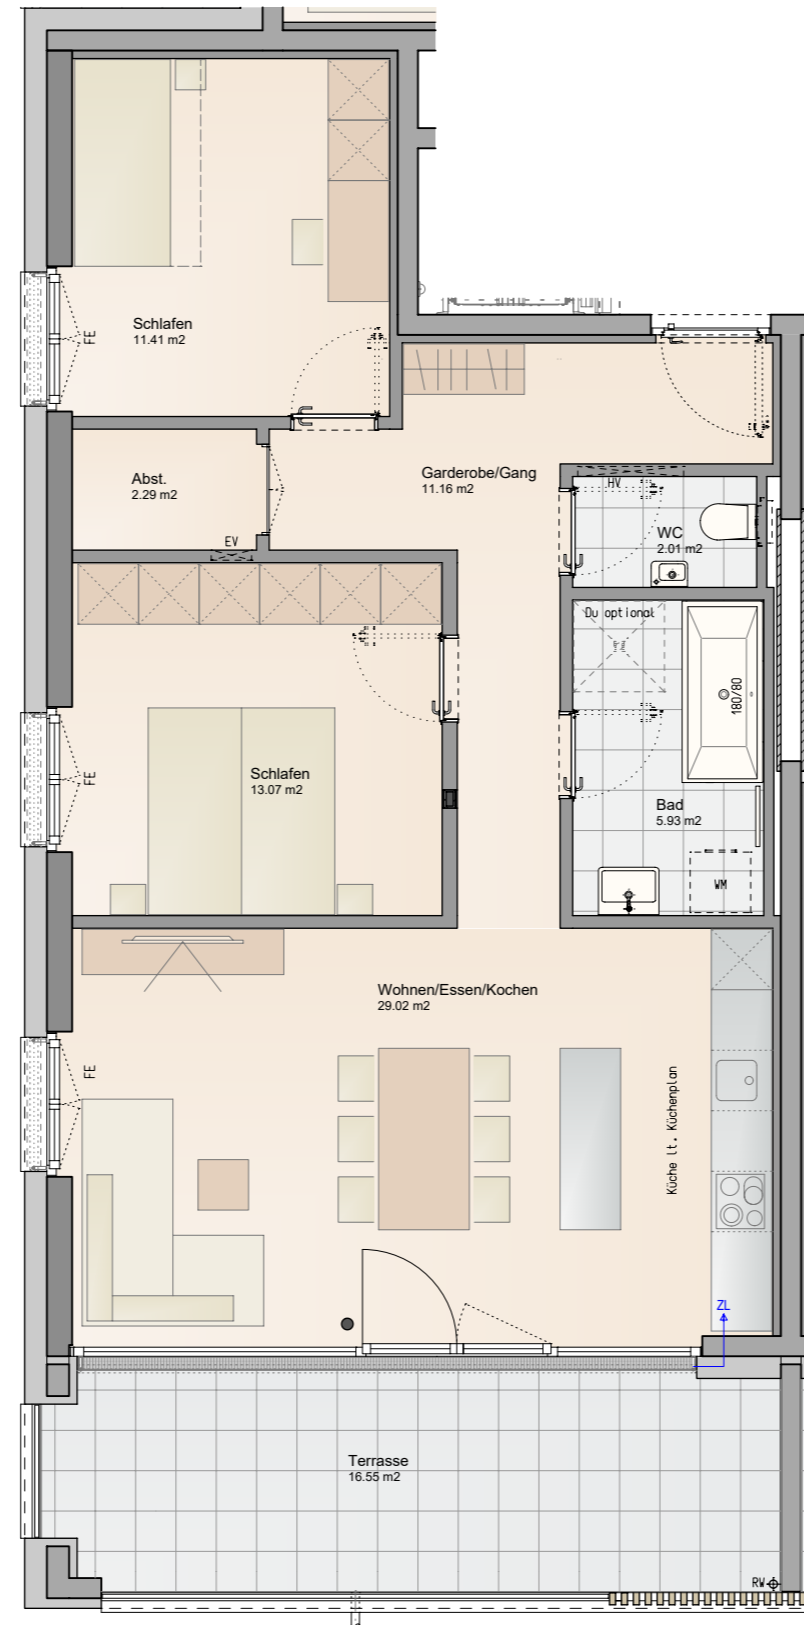 Schlafen
11.41 m2
FE
Abst.
2.29 m2
Garderobe/Gang
11.16 m2
HV
WC
2.01 m2
EV
Du optional
180/80
Schlafen
13.07 m2
FE
Bad
5.93 m2
WM
Wohnen/Essen/Kochen
29.02 m2
FE
Küche lt. Küchenplan
ZL
Terrasse
16.55 m2
RW